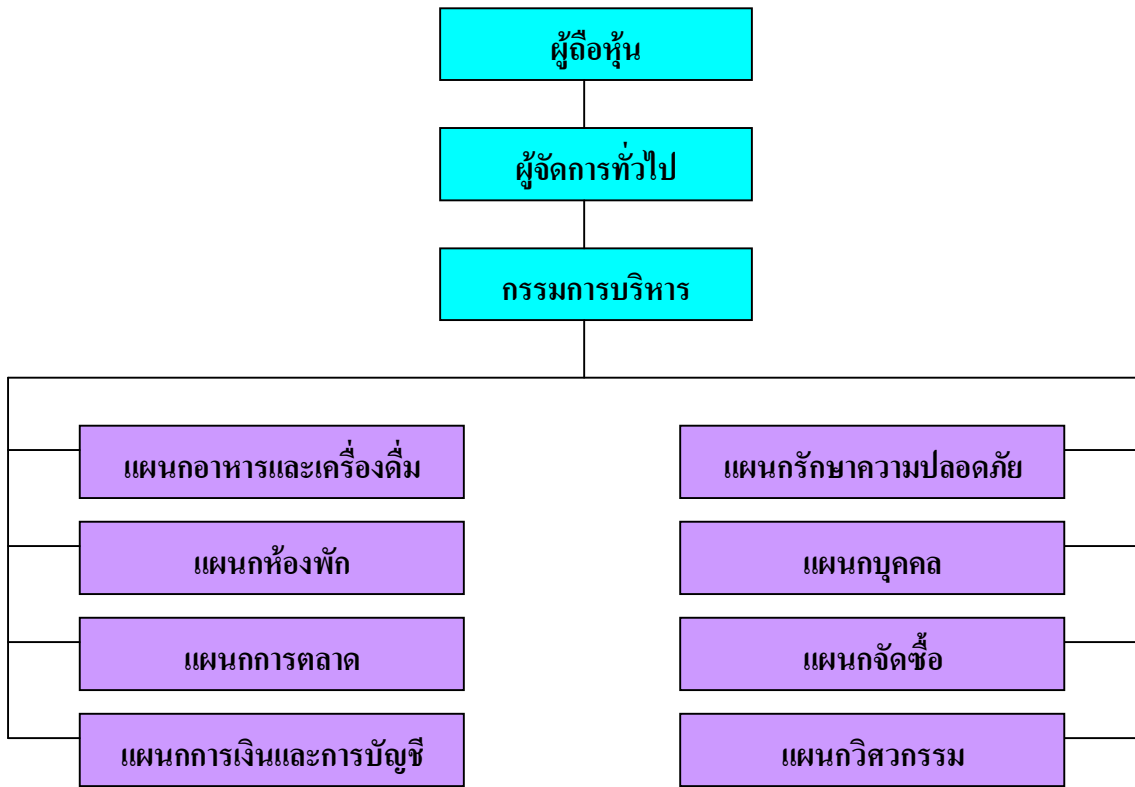 ผู้ถือหุ้น
ผู้จัดการทั่วไป
กรรมการบริหาร
แผนกอาหารและเครื่องดื่ม
แผนกห้องพัก
แผนกการตลาด
แผนกการเงินและการบัญชี
แผนกรักษาความปลอดภัย
แผนกบุคคล
แผนกจัดซื้อ
แผนกวิศวกรรม